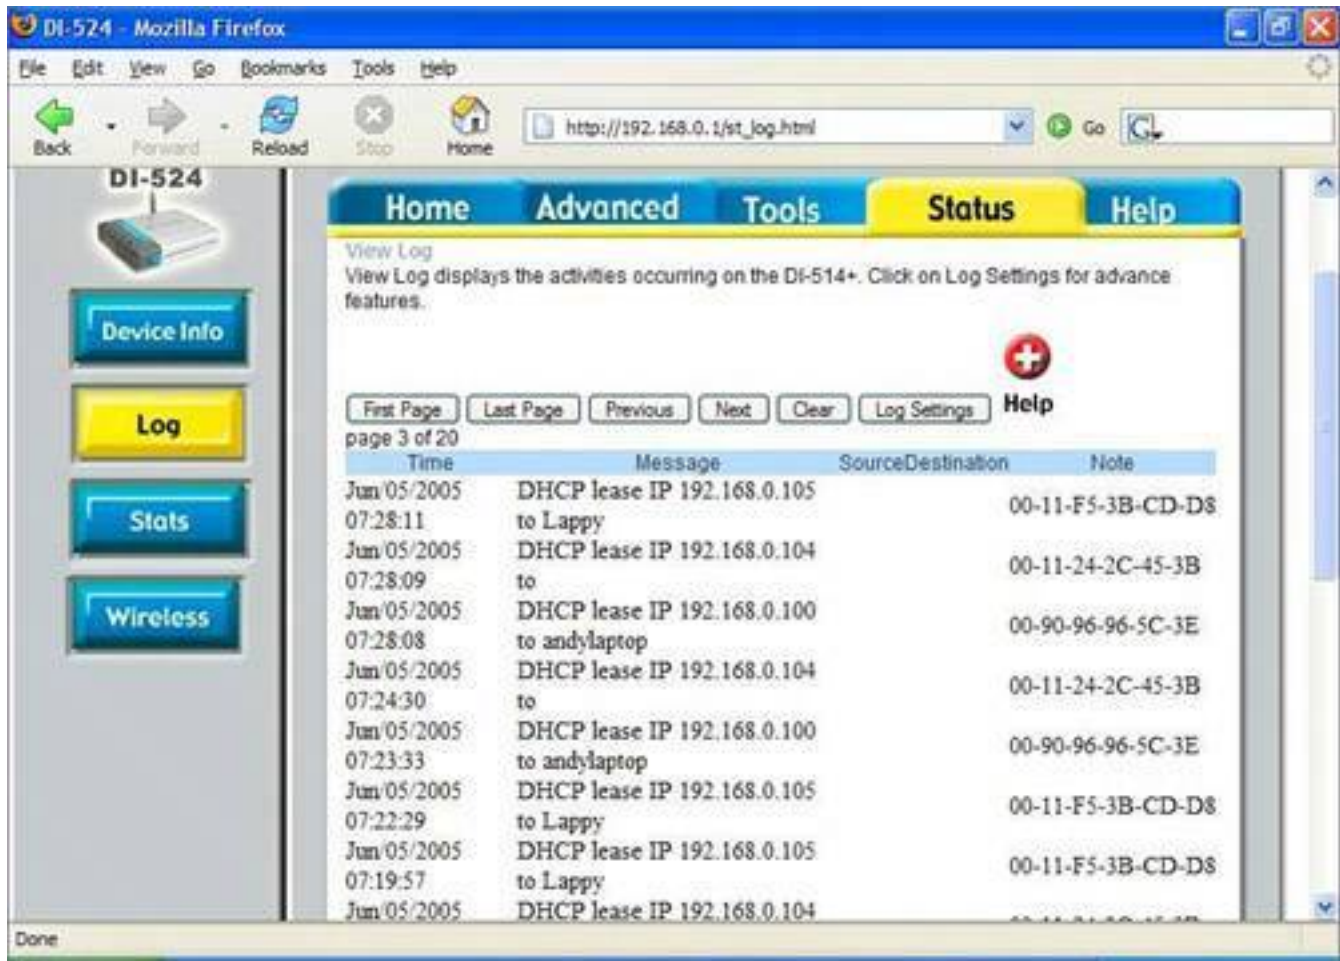 DI-524 - Mozilla Firefox
File Edit View Go Bookmarks Tools Help
Back Forward Reload Stop Home http://192.168.0.1/st_log.html Go G
DI-524
Home Advanced Tools Status Help
View Log
View Log displays the activities occurring on the DI-514+. Click on Log Settings for advance
features.
Device Info
Log
Stats
Wireless
First Page Last Page Previous Next Clear Log Settings Help
page 3 of 20
Time Message SourceDestination Note
Jun/05/2005 DHCP lease IP 192.168.0.105
07:28:11 to Lappy 00-11-F5-3B-CD-D8
Jun/05/2005 DHCP lease IP 192.168.0.104
07:28:09 to 00-11-24-2C-45-3B
Jun/05/2005 DHCP lease IP 192.168.0.100
07:28:08 to andylaptop 00-90-96-96-5C-3E
Jun/05/2005 DHCP lease IP 192.168.0.104
07:24:30 to 00-11-24-2C-45-3B
Jun/05/2005 DHCP lease IP 192.168.0.100
07:23:33 to andylaptop 00-90-96-96-5C-3E
Jun/05/2005 DHCP lease IP 192.168.0.105
07:22:29 to Lappy 00-11-F5-3B-CD-D8
Jun/05/2005 DHCP lease IP 192.168.0.105
07:19:57 to Lappy 00-11-F5-3B-CD-D8
Jun/05/2005 DHCP lease IP 192.168.0.104
Done